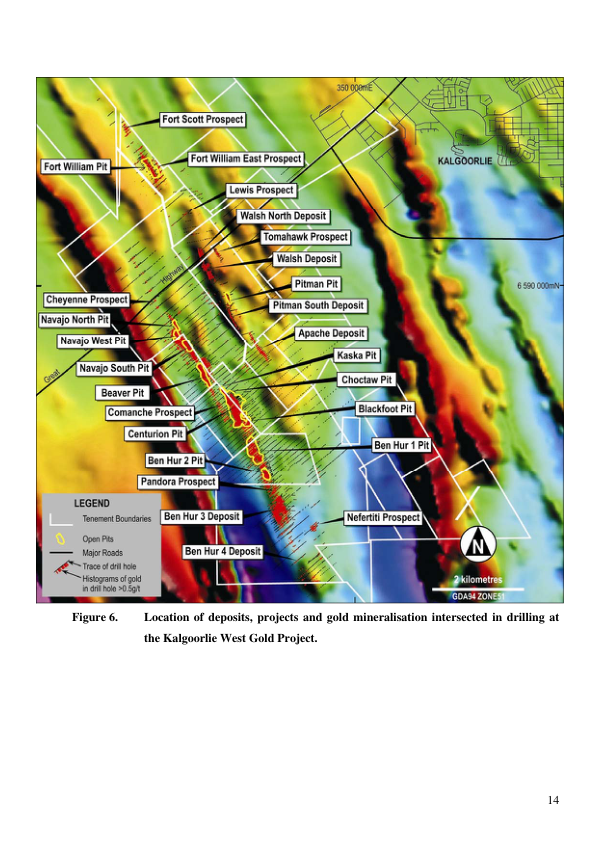 350 000mE
KALGOORLIE
Fort Scott Prospect
Fort William East Prospect
Fort William Pit
Lewis Prospect
Walsh North Deposit
Tomahawk Prospect
Walsh Deposit
Highway
Pitman Pit
6 590 000mN
Cheyenne Prospect
Pitman South Deposit
Navajo North Pit
Navajo West Pit
Apache Deposit
Kaska Pit
Navajo South Pit
Great
Choctaw Pit
Beaver Pit
Comanche Prospect
Blackfoot Pit
Centurion Pit
Ben Hur 1 Pit
Ben Hur 2 Pit
Pandora Prospect
Ben Hur 3 Deposit
Nefertiti Prospect
Ben Hur 4 Deposit
LEGEND
Tenement Boundaries
Open Pits
Major Roads
Trace of drill hole
Histograms of gold
in drill hole >0.5g/t
N
2 kilometres
GDA94 ZONE51
Figure 6. Location of deposits, projects and gold mineralisation intersected in drilling at
the Kalgoorlie West Gold Project.
14